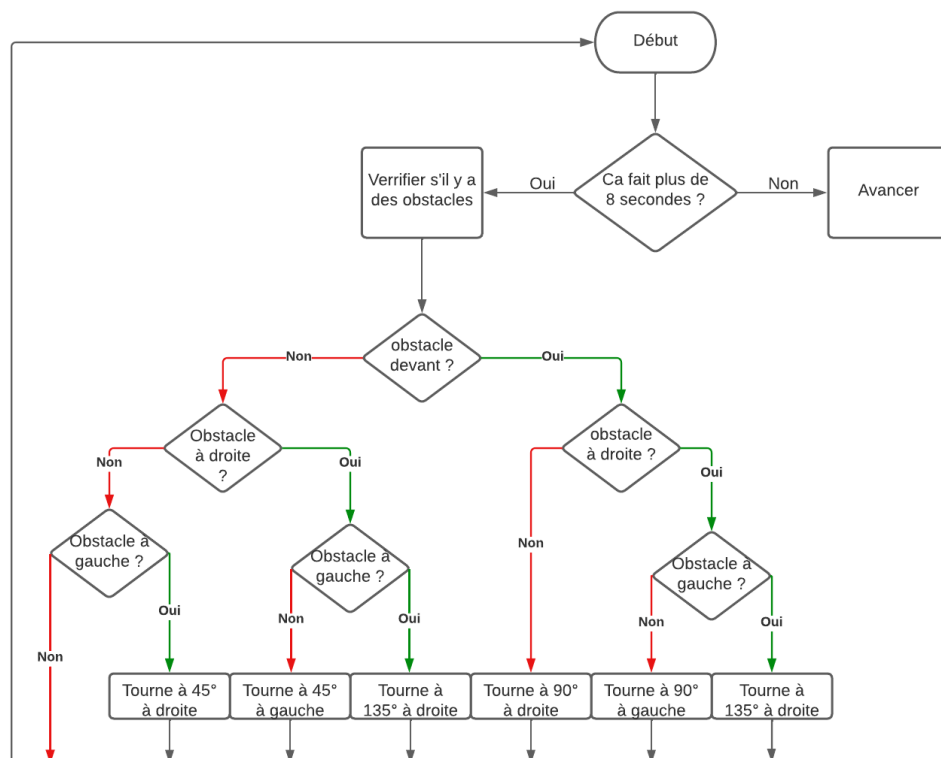 Début
Verrifier s'il y a
des obstacles
Oui
Ca fait plus de
8 secondes ?
Non
Avancer
obstacle
devant ?
Non
Oui
Obstacle
à droite
?
obstacle
à droite ?
Non
Oui
Oui
Obstacle à
gauche ?
Obstacle à
gauche ?
Non
Obstacle à
gauche ?
Oui
Non
Oui
Non
Oui
Non
Tourne à 45°
à droite
Tourne à 45°
à gauche
Tourne à
135° à droite
Tourne à 90°
à droite
Tourne à 90°
à gauche
Tourne à
135° à droite